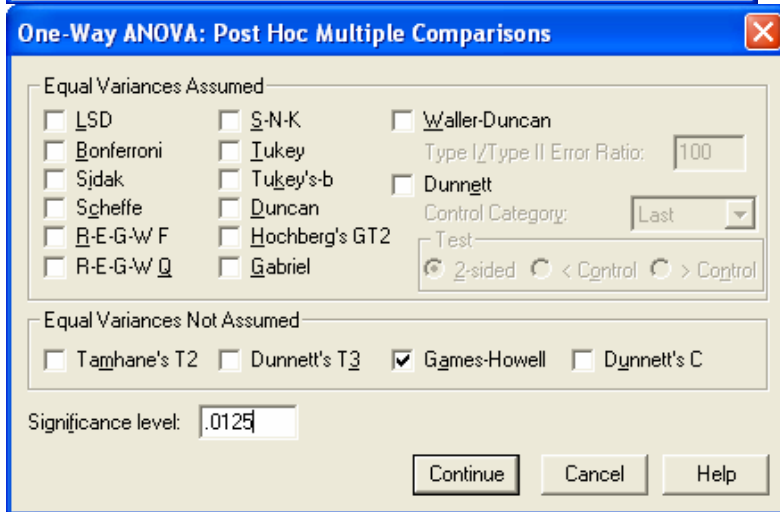 One-Way ANOVA: Post Hoc Multiple Comparisons
Equal Variances Assumed
LSD S-N-K Waller-Duncan
Bonferroni Tukey Type I/Type II Error Ratio: 100
Sidak Tukey's-b Dunnett
Scheffe Duncan Control Category: Last
R-E-G-W F Hochberg's GT2 Test
R-E-G-W Q Gabriel 2-sided < Control > Control
Equal Variances Not Assumed
Tamhane's T2 Dunnett's T3 Games-Howell Dunnett's C
Significance level: .0125
Continue Cancel Help